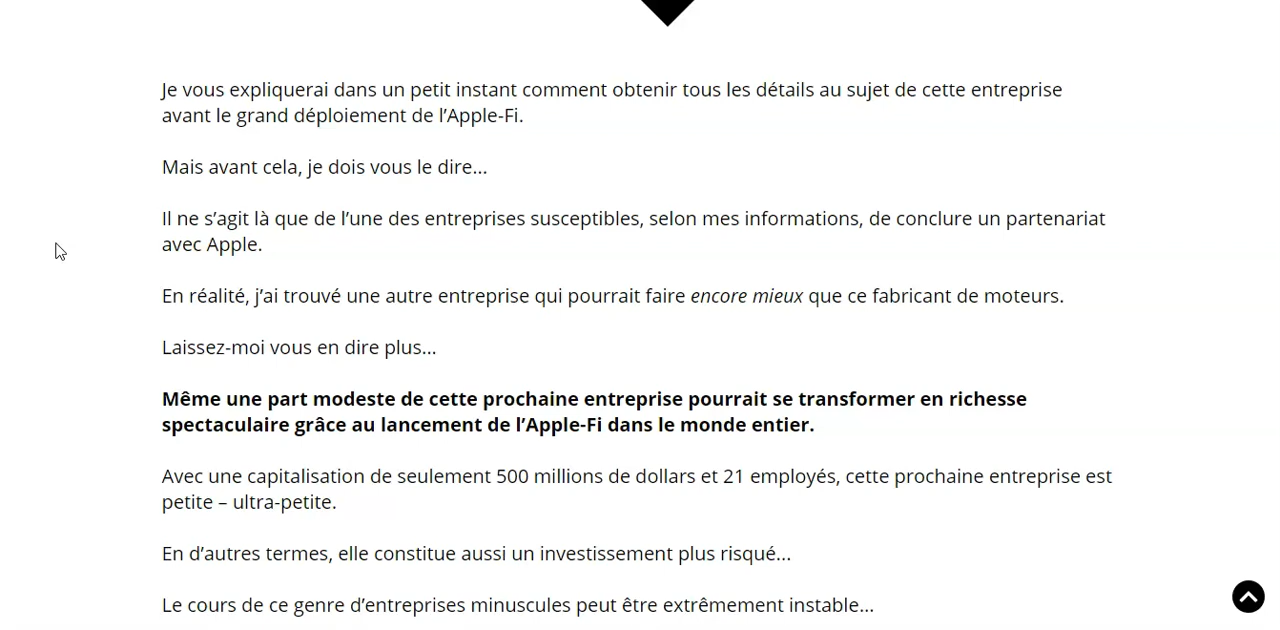 Je vous expliquerai dans un petit instant comment obtenir tous les détails au sujet de cette entreprise
avant le grand déploiement de l’Apple-Fi.
Mais avant cela, je dois vous le dire...
Il ne s’agit là que de l’une des entreprises susceptibles, selon mes informations, de conclure un partenariat
avec Apple.
En réalité, j’ai trouvé une autre entreprise qui pourrait faire encore mieux que ce fabricant de moteurs.
Laissez-moi vous en dire plus...
Même une part modeste de cette prochaine entreprise pourrait se transformer en richesse
spectaculaire grâce au lancement de l’Apple-Fi dans le monde entier.
Avec une capitalisation de seulement 500 millions de dollars et 21 employés, cette prochaine entreprise est
petite – ultra-petite.
En d’autres termes, elle constitue aussi un investissement plus risqué...
Le cours de ce genre d’entreprises minuscules peut être extrêmement instable...